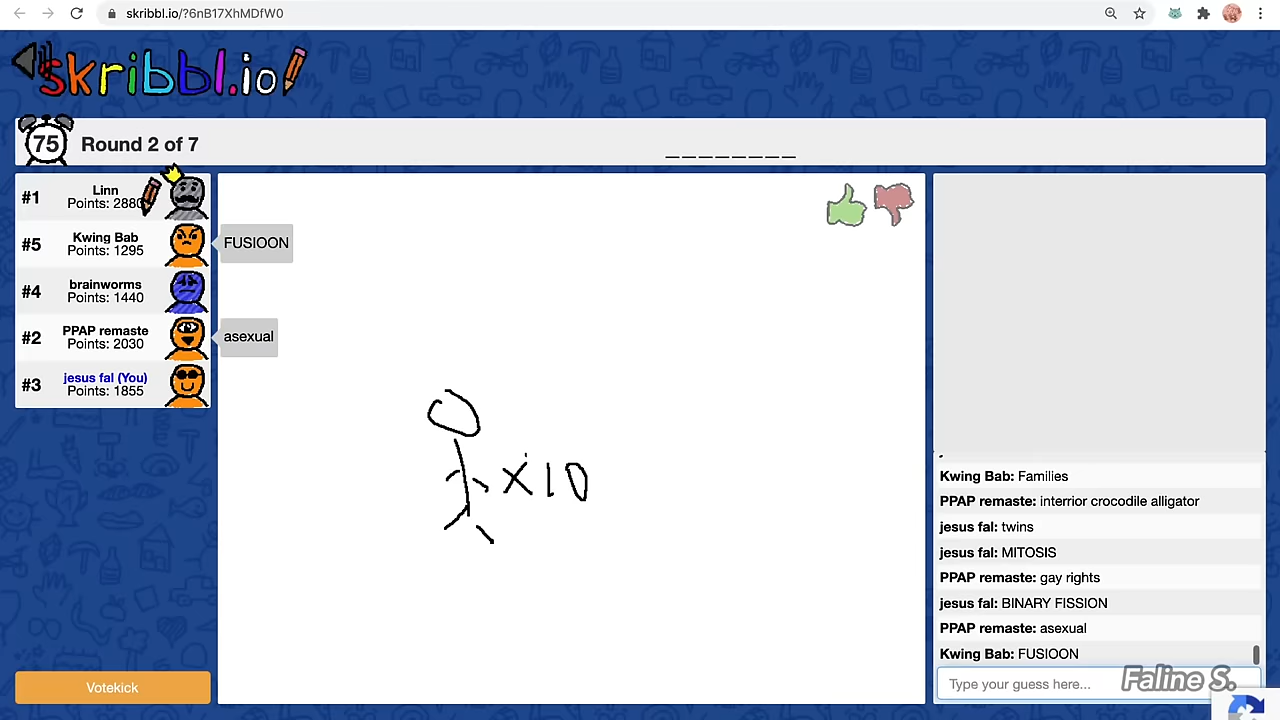 skribbl.io/?6nB17XhMDfW0
skribbl.io
75
Round 2 of 7
________
#1
Linn
Points: 2880
#5
Kwing Bab
Points: 1295
FUSIOON
#4
brainworms
Points: 1440
#2
PPAP remaste
Points: 2030
asexual
#3
jesus fal (You)
Points: 1855
X10
Kwing Bab: Families
PPAP remaste: interrior crocodile alligator
jesus fal: twins
jesus fal: MITOSIS
PPAP remaste: gay rights
jesus fal: BINARY FISSION
PPAP remaste: asexual
Kwing Bab: FUSIOON
Type your guess here...
Faline S.
Votekick